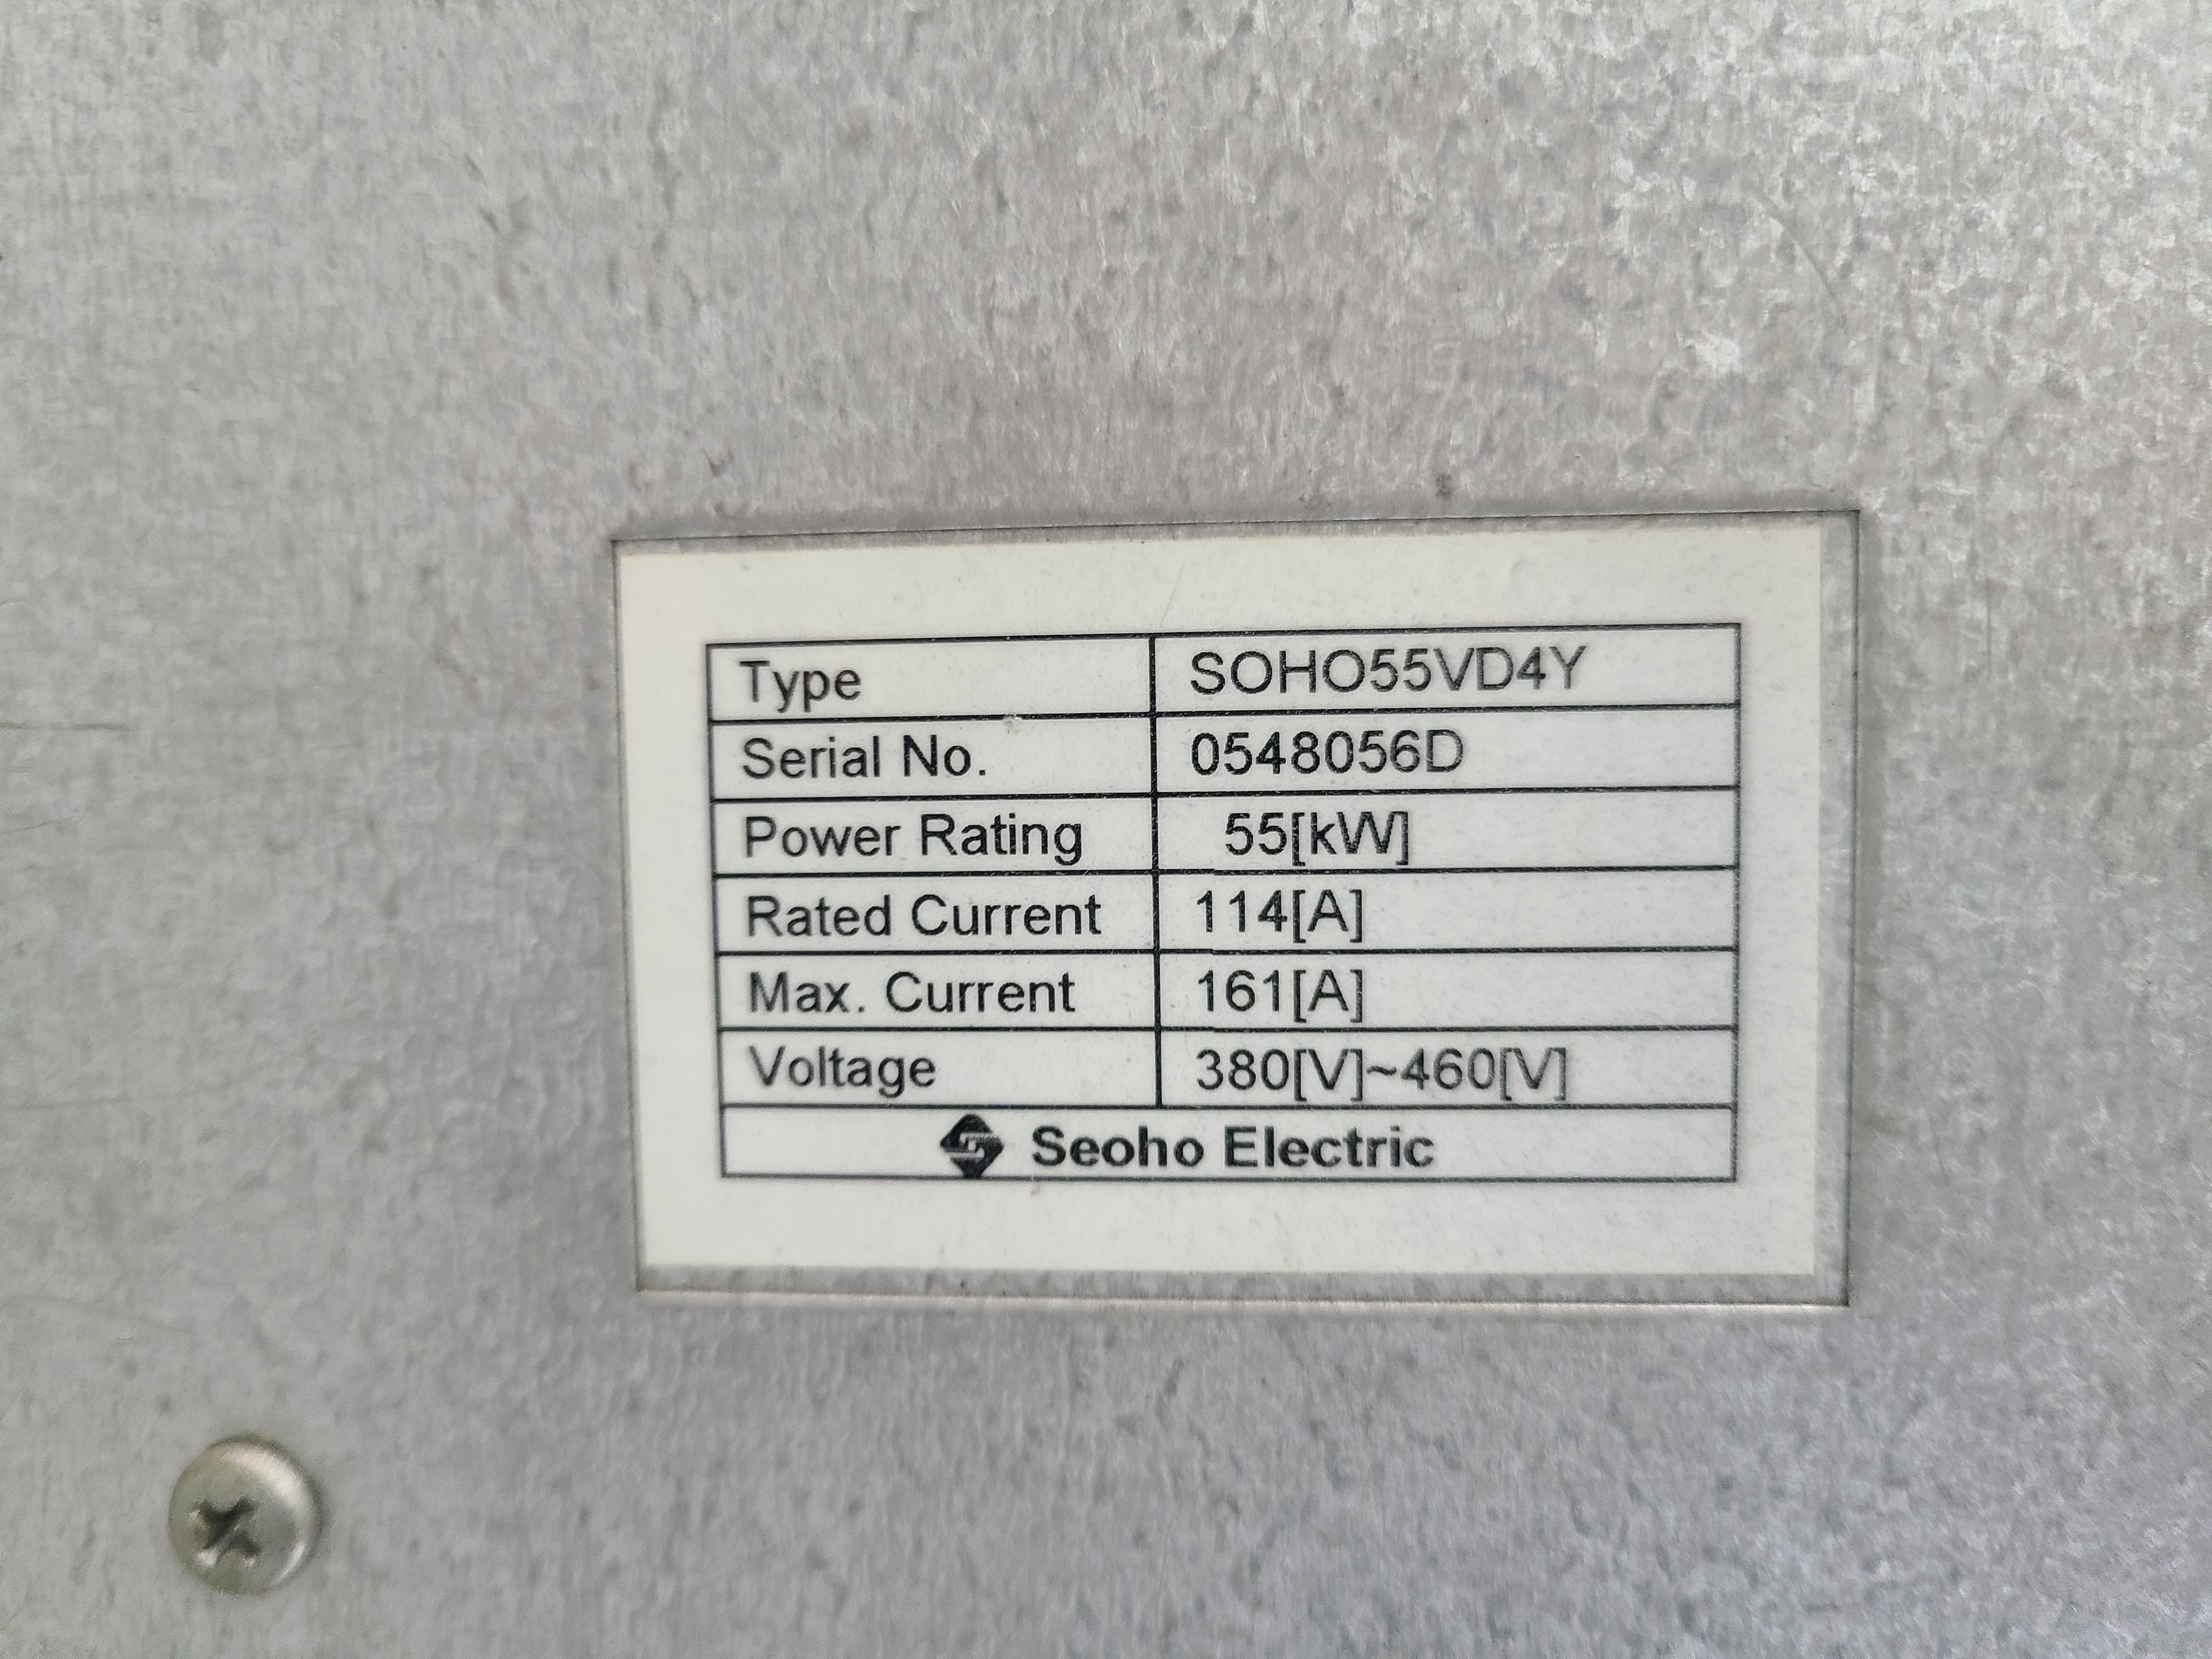 Type SOHO55VD4Y
Serial No. 0548056D
Power Rating 55[kW]
Rated Current 114[A]
Max. Current 161[A]
Voltage 380[V]~460[V]
Seoho Electric